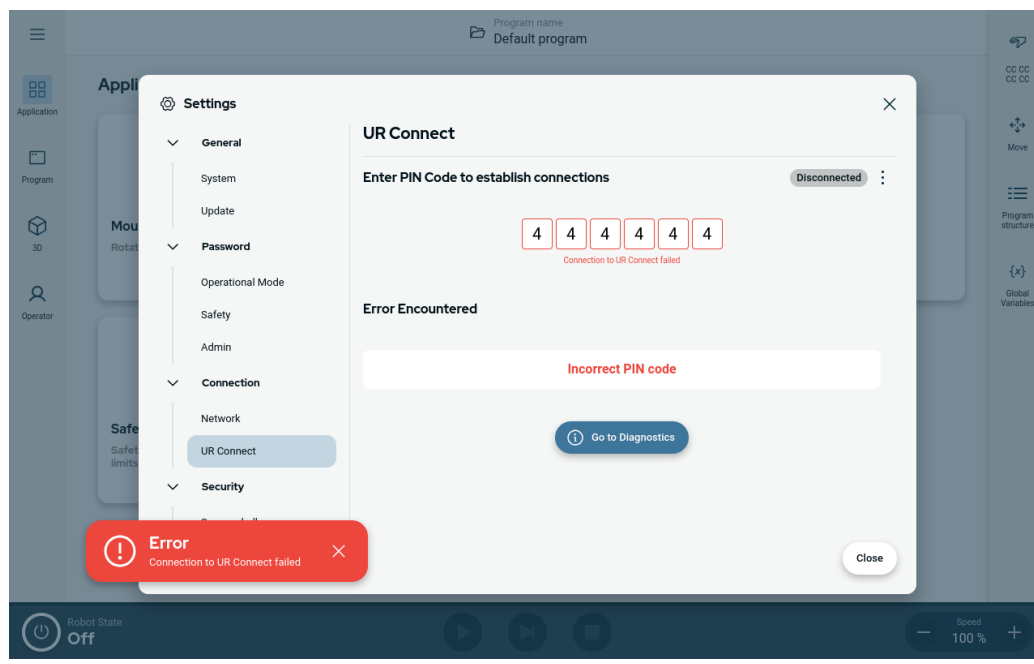 Program name
Default program
Application
Program
3D
Operator
Appli
Mou
Rotat
Safe
Safet
limits
Settings
General
System
Update
Password
Operational Mode
Safety
Admin
Connection
Network
UR Connect
Security
UR Connect
Enter PIN Code to establish connections
Disconnected
4 4 4 4 4 4
Connection to UR Connect failed
Error Encountered
Incorrect PIN code
Go to Diagnostics
Close
CC CC
CC CC
Move
Program
structure
{x}
Global
Variables
Error
Connection to UR Connect failed
Robot State
Off
Speed
100 %